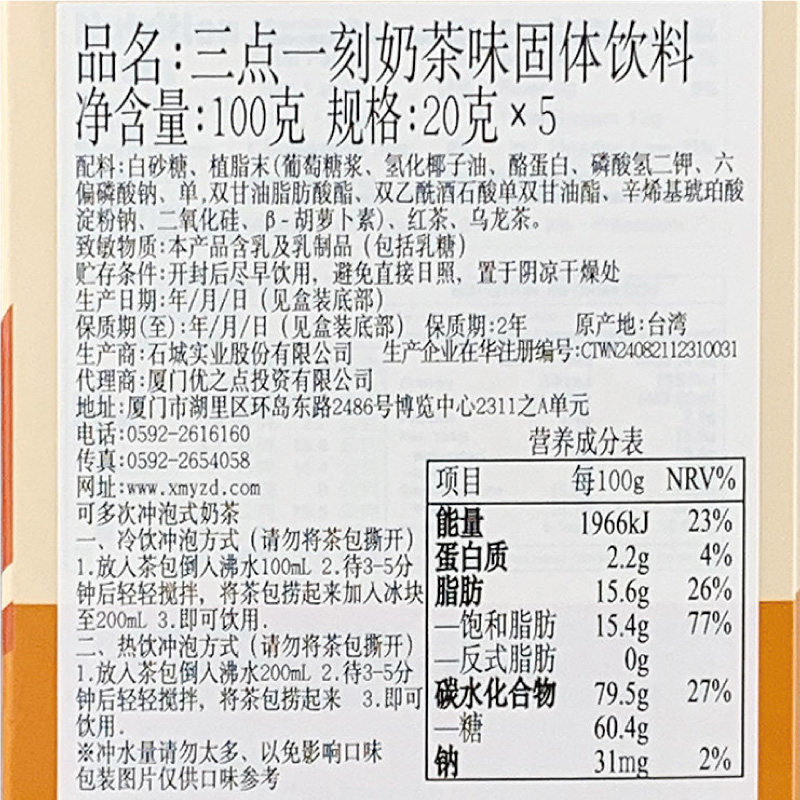 品名:三点一刻奶茶味固体饮料
净含量:100克 规格:20克×5
配料:白砂糖、植脂末(葡萄糖浆、氢化椰子油、酪蛋白、磷酸氢二钾、六
偏磷酸钠、单,双甘油脂肪酸酯、双乙酰酒石酸单双甘油酯、辛烯基琥珀酸
淀粉钠、二氧化硅、β-胡萝卜素)、红茶、乌龙茶。
致敏物质:本产品含乳及乳制品(包括乳糖)
贮存条件:开封后尽早饮用,避免直接日照,置于阴凉干燥处
生产日期:年/月/日(见盒装底部)
保质期(至):年/月/日(见盒装底部) 保质期:2年 原产地:台湾
生产商:石城实业股份有限公司 生产企业在华注册编号:CTWN24082112310031
代理商:厦门优之点投资有限公司
地址:厦门市湖里区环岛东路2486号博览中心2311之A单元
电话:0592-2616160
传真:0592-2654058
网址:www.xmyzd.com
可多次冲泡式奶茶
一、冷饮冲泡方式(请勿将茶包撕开)
1.放入茶包倒入沸水100mL 2.待3-5分
钟后轻轻搅拌,将茶包捞起来加入冰块
至200mL 3.即可饮用.
二、热饮冲泡方式(请勿将茶包撕开)
1.放入茶包倒入沸水200mL 2.待3-5分
钟后轻轻搅拌,将茶包捞起来 3.即可
饮用.
※冲水量请勿太多、以免影响口味
包装图片仅供口味参考
营养成分表
项目 每100g NRV%
能量 1966kJ 23%
蛋白质 2.2g 4%
脂肪 15.6g 26%
—饱和脂肪 15.4g 77%
—反式脂肪 0g
碳水化合物 79.5g 27%
—糖 60.4g
钠 31mg 2%